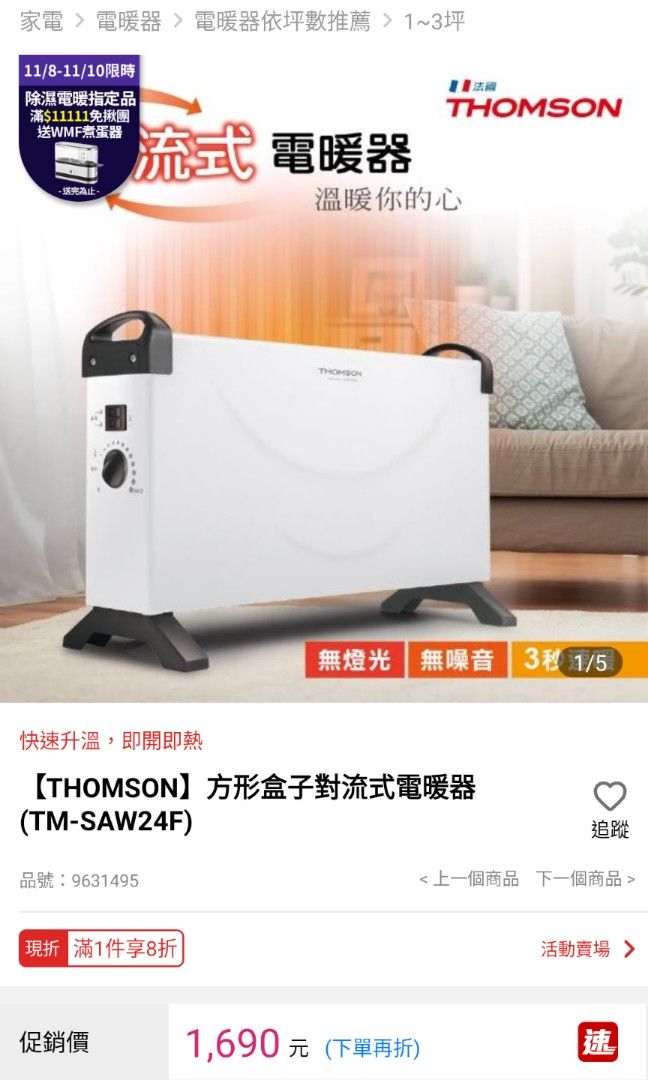 家電 > 電暖器 > 電暖器依坪數推薦 > 1~3坪
11/8-11/10限時
除濕電暖指定品
滿$11111免揪團
送WMF煮蛋器
-送完為止-
法國
THOMSON
流式 電暖器
溫暖你的心
THOMSON
無燈光 無噪音 3秒
1/5
快速升溫，即開即熱
【THOMSON】方形盒子對流式電暖器
(TM-SAW24F)
追蹤
品號：9631495
< 上一個商品 下一個商品 >
現折 滿1件享8折
活動賣場 >
促銷價 1,690 元 (下單再折) 速